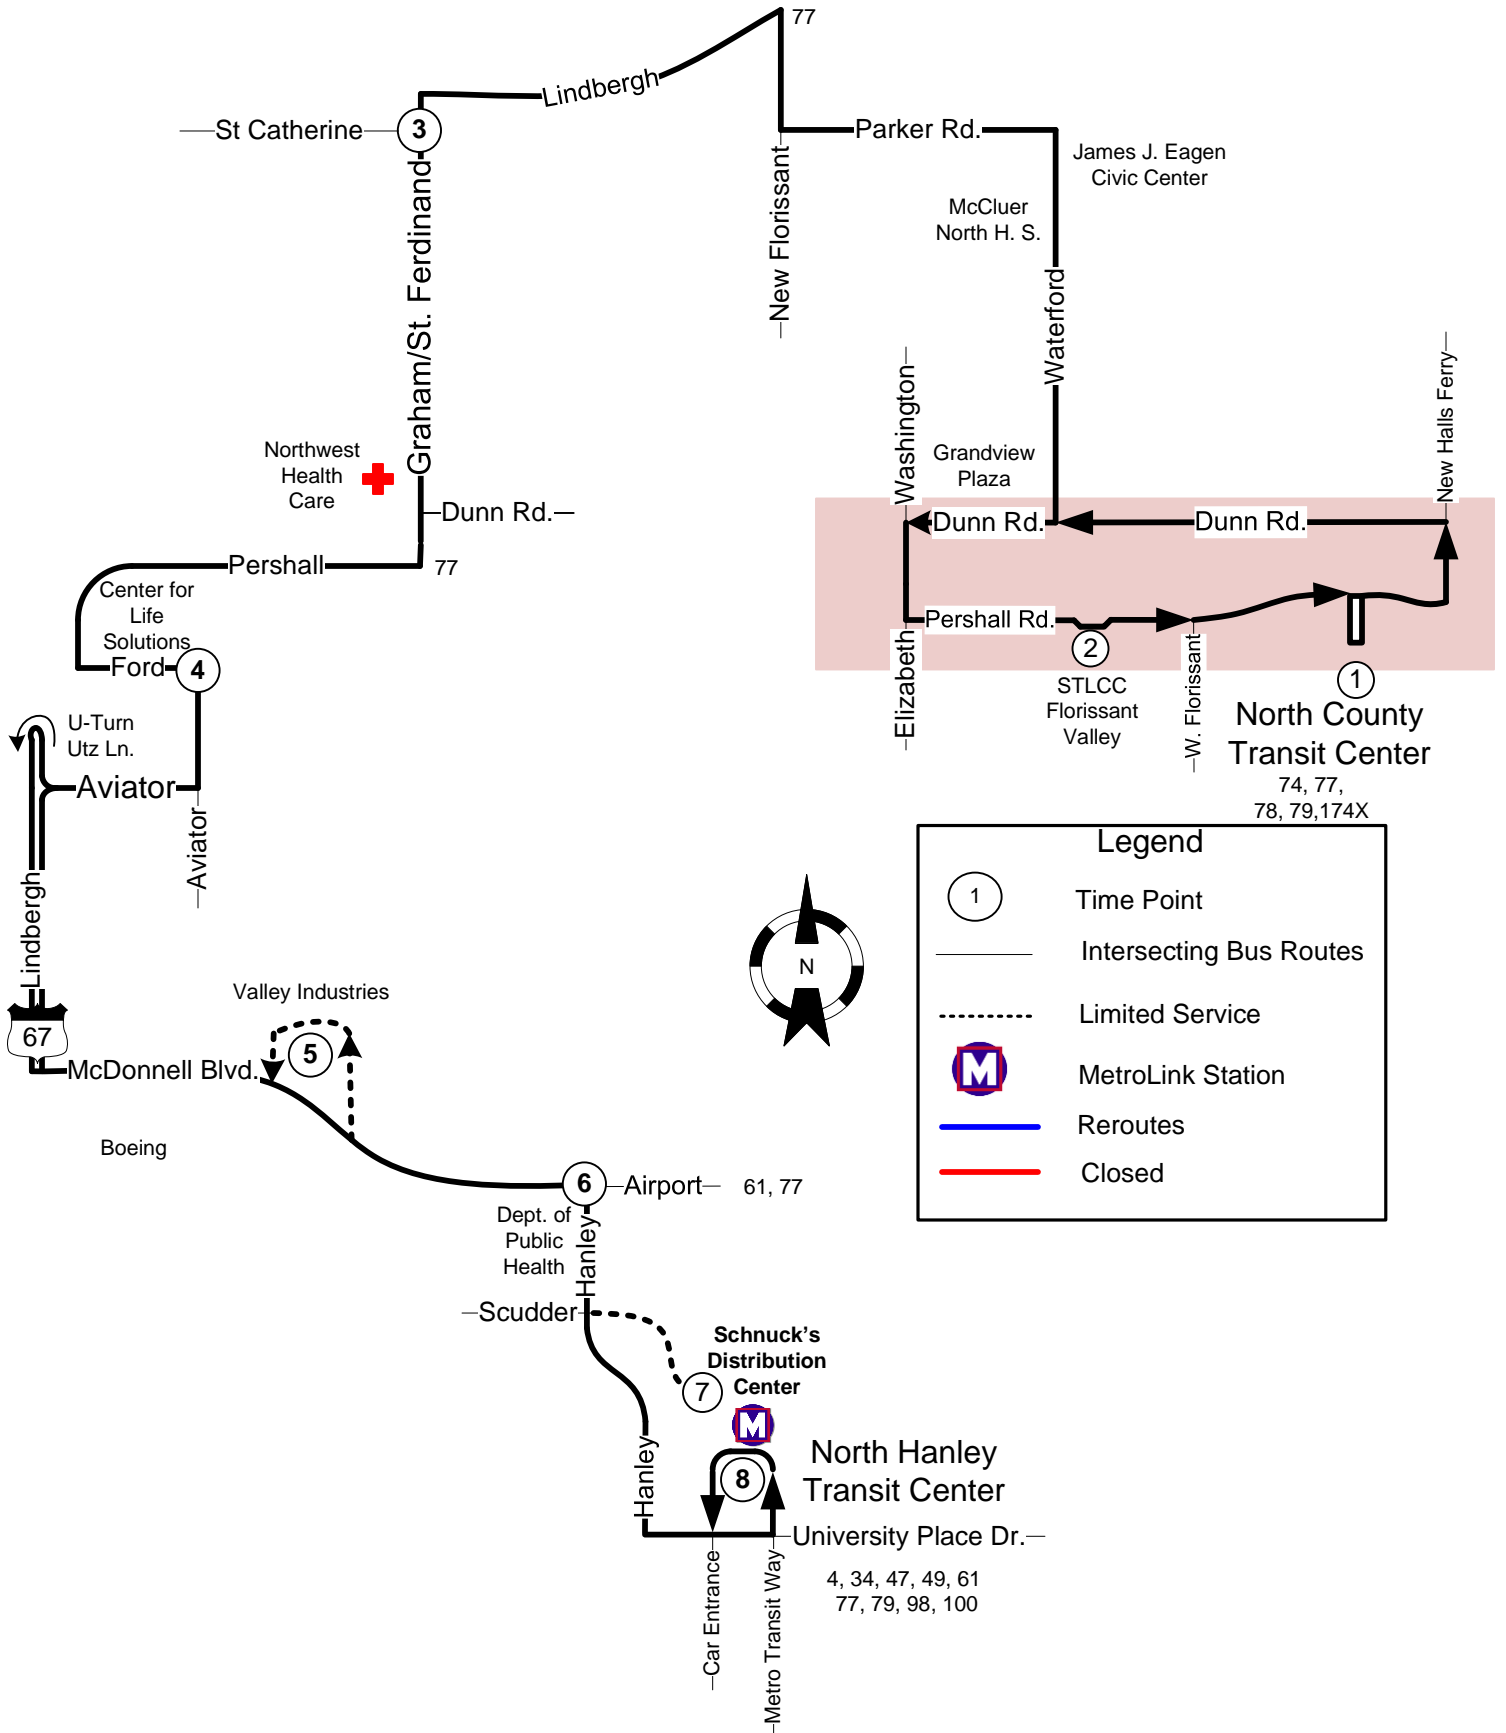 77
Lindbergh
St Catherine
3
Parker Rd.
James J. Eagen
Civic Center
McCluer
North H. S.
New Florissant
Graham/St. Ferdinand
Waterford
Washington
New Halls Ferry
Northwest
Health
Care
Grandview
Plaza
Dunn Rd.
Dunn Rd.
Dunn Rd.
Pershall
77
Center for
Life
Solutions
Ford
4
Pershall Rd.
2
STLCC
Florissant
Valley
Elizabeth
W. Florissant
1
North County
Transit Center
74, 77,
78, 79,174X
U-Turn
Utz Ln.
Aviator
Aviator
Lindbergh
67
Legend
1
Time Point
Intersecting Bus Routes
Limited Service
M
MetroLink Station
Reroutes
Closed
N
Valley Industries
5
McDonnell Blvd.
Boeing
6
Airport
61, 77
Dept. of
Public
Health
Hanley
Scudder
Schnuck's
Distribution
Center
7
M
Hanley
8
North Hanley
Transit Center
University Place Dr.
4, 34, 47, 49, 61
77, 79, 98, 100
Car Entrance
Metro Transit Way